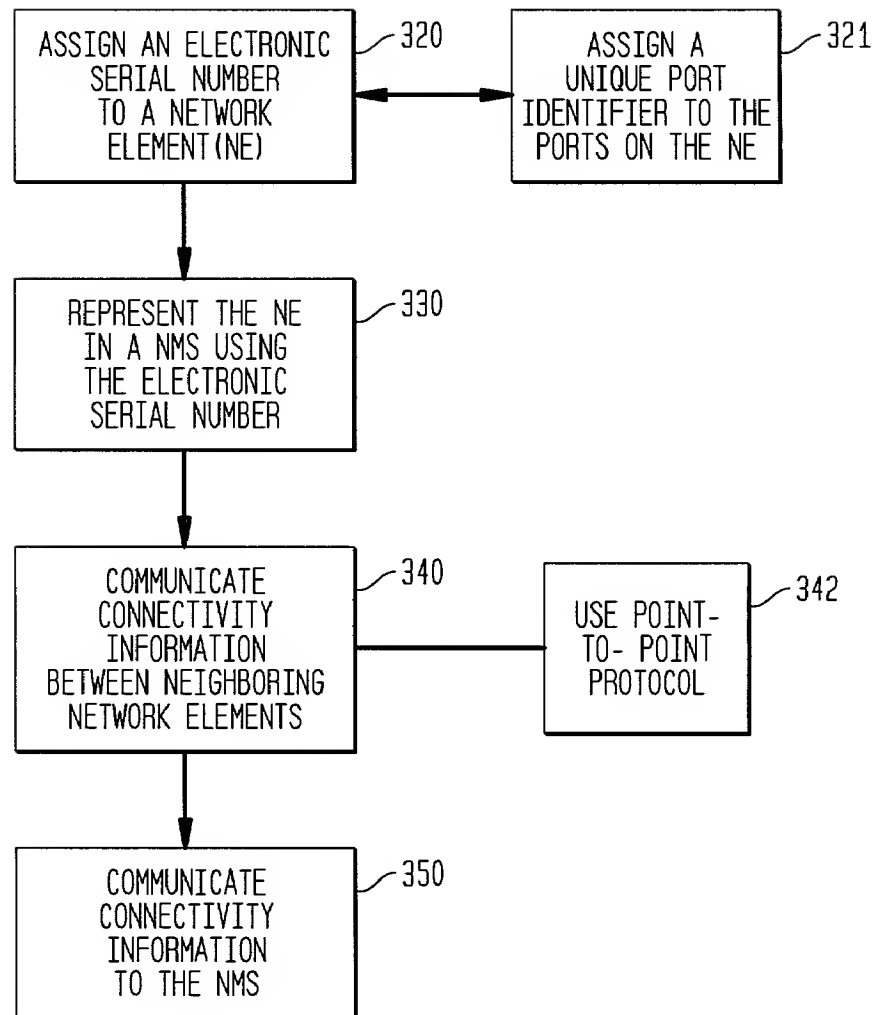 ASSIGN AN ELECTRONIC
SERIAL NUMBER
TO A NETWORK
ELEMENT(NE)
320
ASSIGN A
UNIQUE PORT
IDENTIFIER TO THE
PORTS ON THE NE
321
REPRESENT THE NE
IN A NMS USING
THE ELECTRONIC
SERIAL NUMBER
330
COMMUNICATE
CONNECTIVITY
INFORMATION
BETWEEN NEIGHBORING
NETWORK ELEMENTS
340
USE POINT-
TO- POINT
PROTOCOL
342
COMMUNICATE
CONNECTIVITY
INFORMATION
TO THE NMS
350